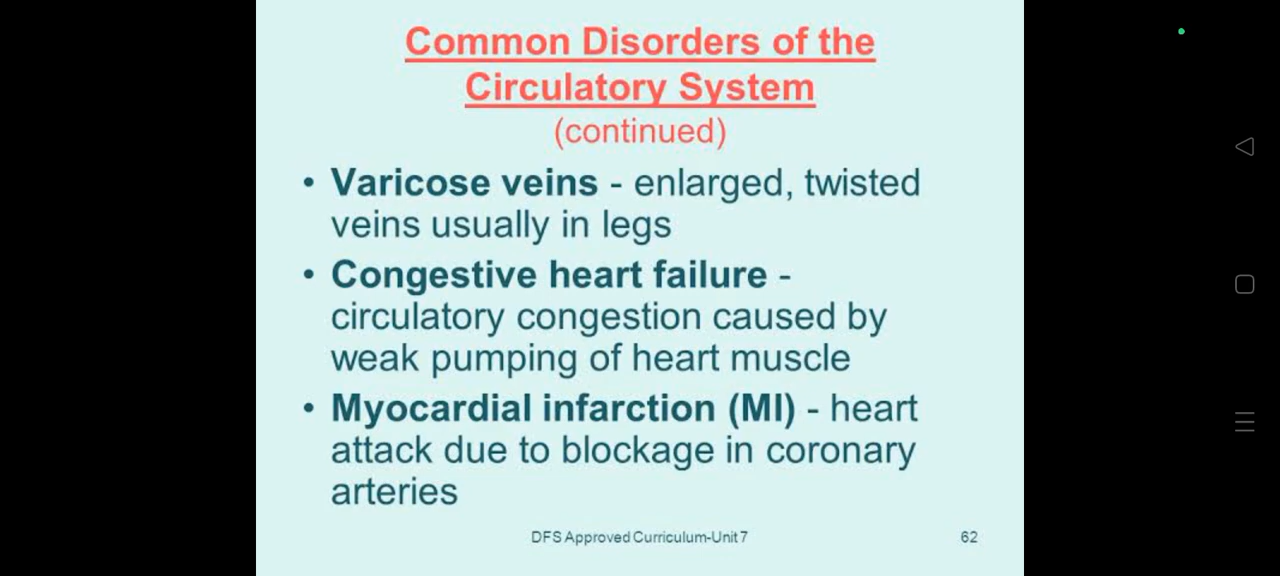 Common Disorders of the
Circulatory System
(continued)
• Varicose veins - enlarged, twisted
veins usually in legs
• Congestive heart failure -
circulatory congestion caused by
weak pumping of heart muscle
• Myocardial infarction (MI) - heart
attack due to blockage in coronary
arteries
DFS Approved Curriculum-Unit 7
62